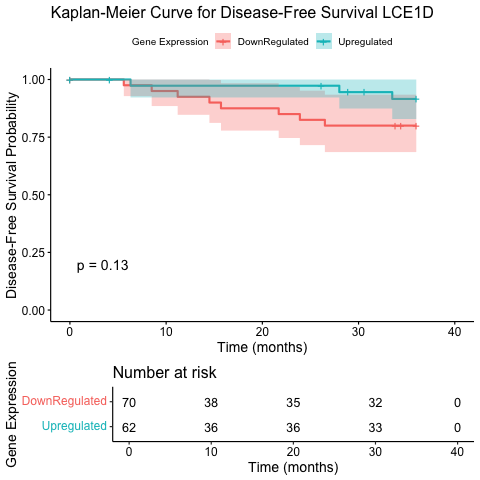 Kaplan-Meier Curve for Disease-Free Survival LCE1D
Gene Expression DownRegulated Upregulated
Disease-Free Survival Probability
1.00
0.75
0.50
0.25
0.00
p = 0.13
0 10 20 30 40
Time (months)
Number at risk
Gene Expression
DownRegulated 70 38 35 32 0
Upregulated 62 36 36 33 0
0 10 20 30 40
Time (months)